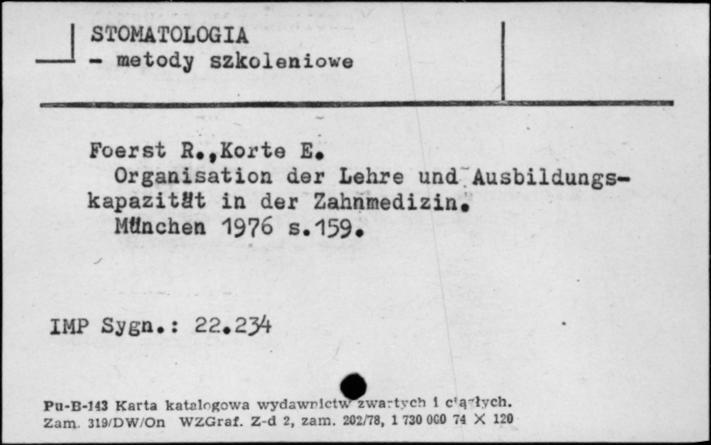 STOMATOLOGIA
- metody szkoleniowe
Foerst R.,Korte E.
Organisation der Lehre und Ausbildungs-
kapazität in der Zahnmedizin.
München 1976 s.159.
IMP Sygn.: 22.234
Pu-B-143 Karta katalogowa wydawnictw zwartych i ciągłych.
Zam. 319/DW/On WZGraf. Z-d 2, zam. 202/78, 1 730 000 74 X 120